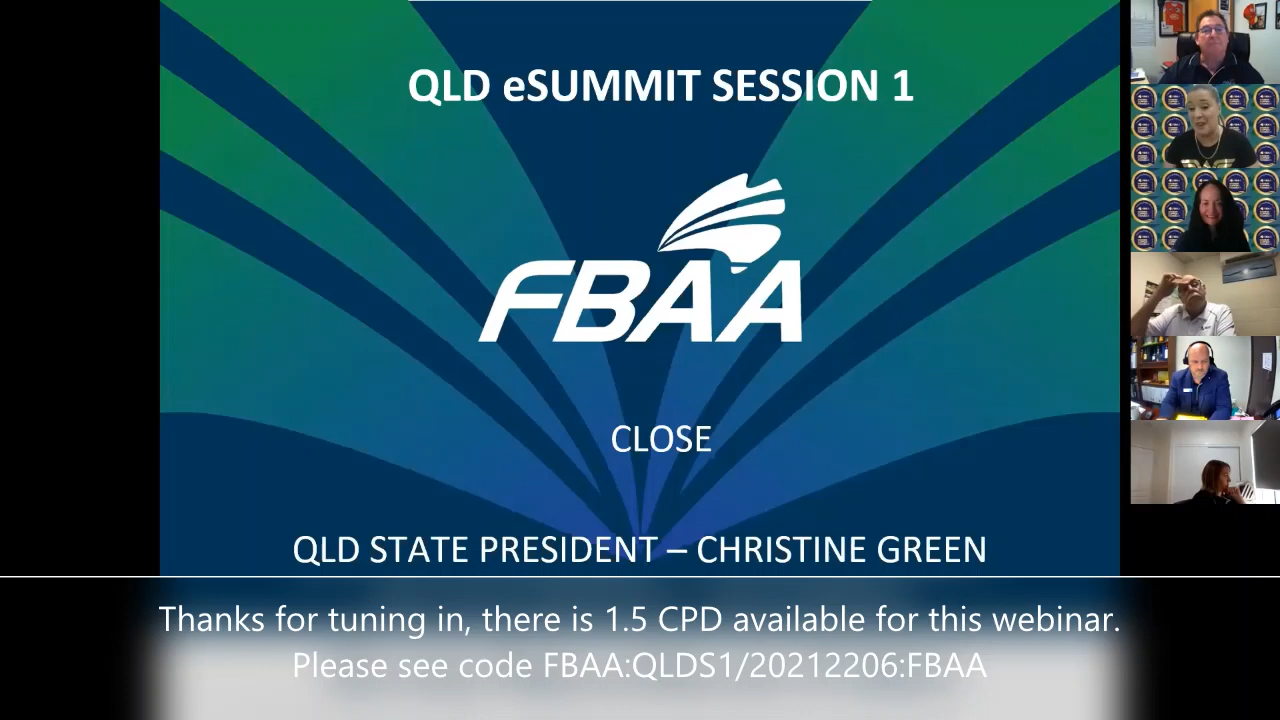 QLD eSUMMIT SESSION 1
FBAA
CLOSE
QLD STATE PRESIDENT – CHRISTINE GREEN
Thanks for tuning in, there is 1.5 CPD available for this webinar.
Please see code FBAA:QLDS1/20212206:FBAA